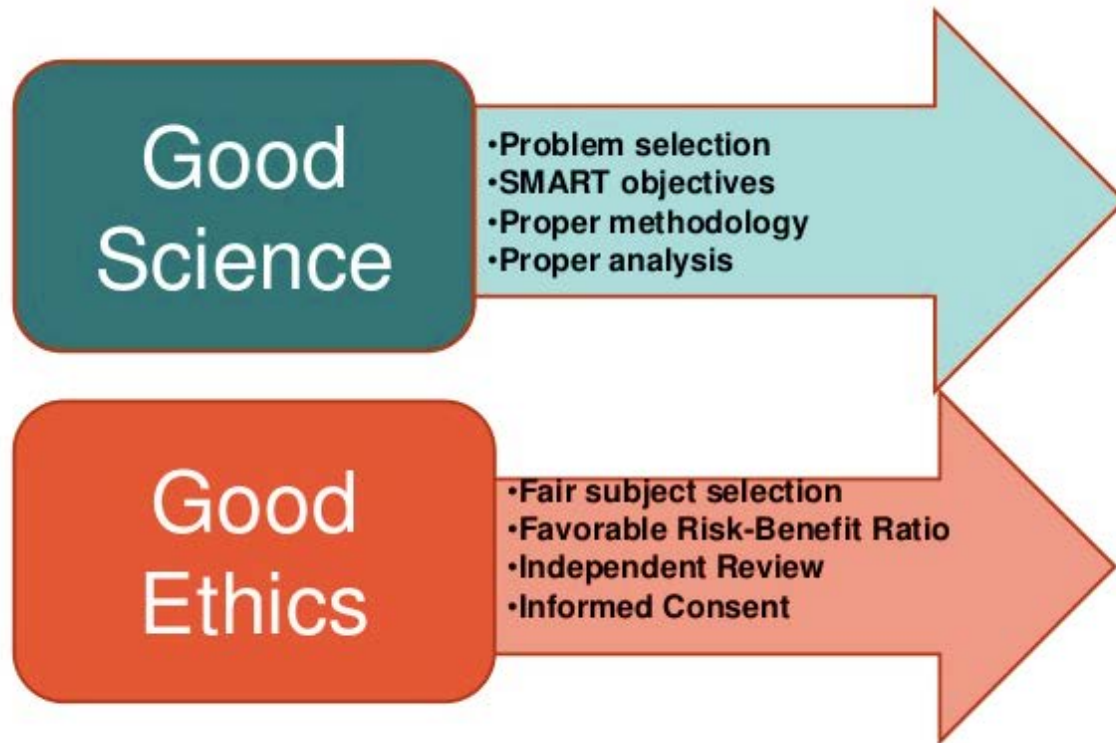 Good
Science
•Problem selection
•SMART objectives
•Proper methodology
•Proper analysis
Good
Ethics
•Fair subject selection
•Favorable Risk-Benefit Ratio
•Independent Review
•Informed Consent